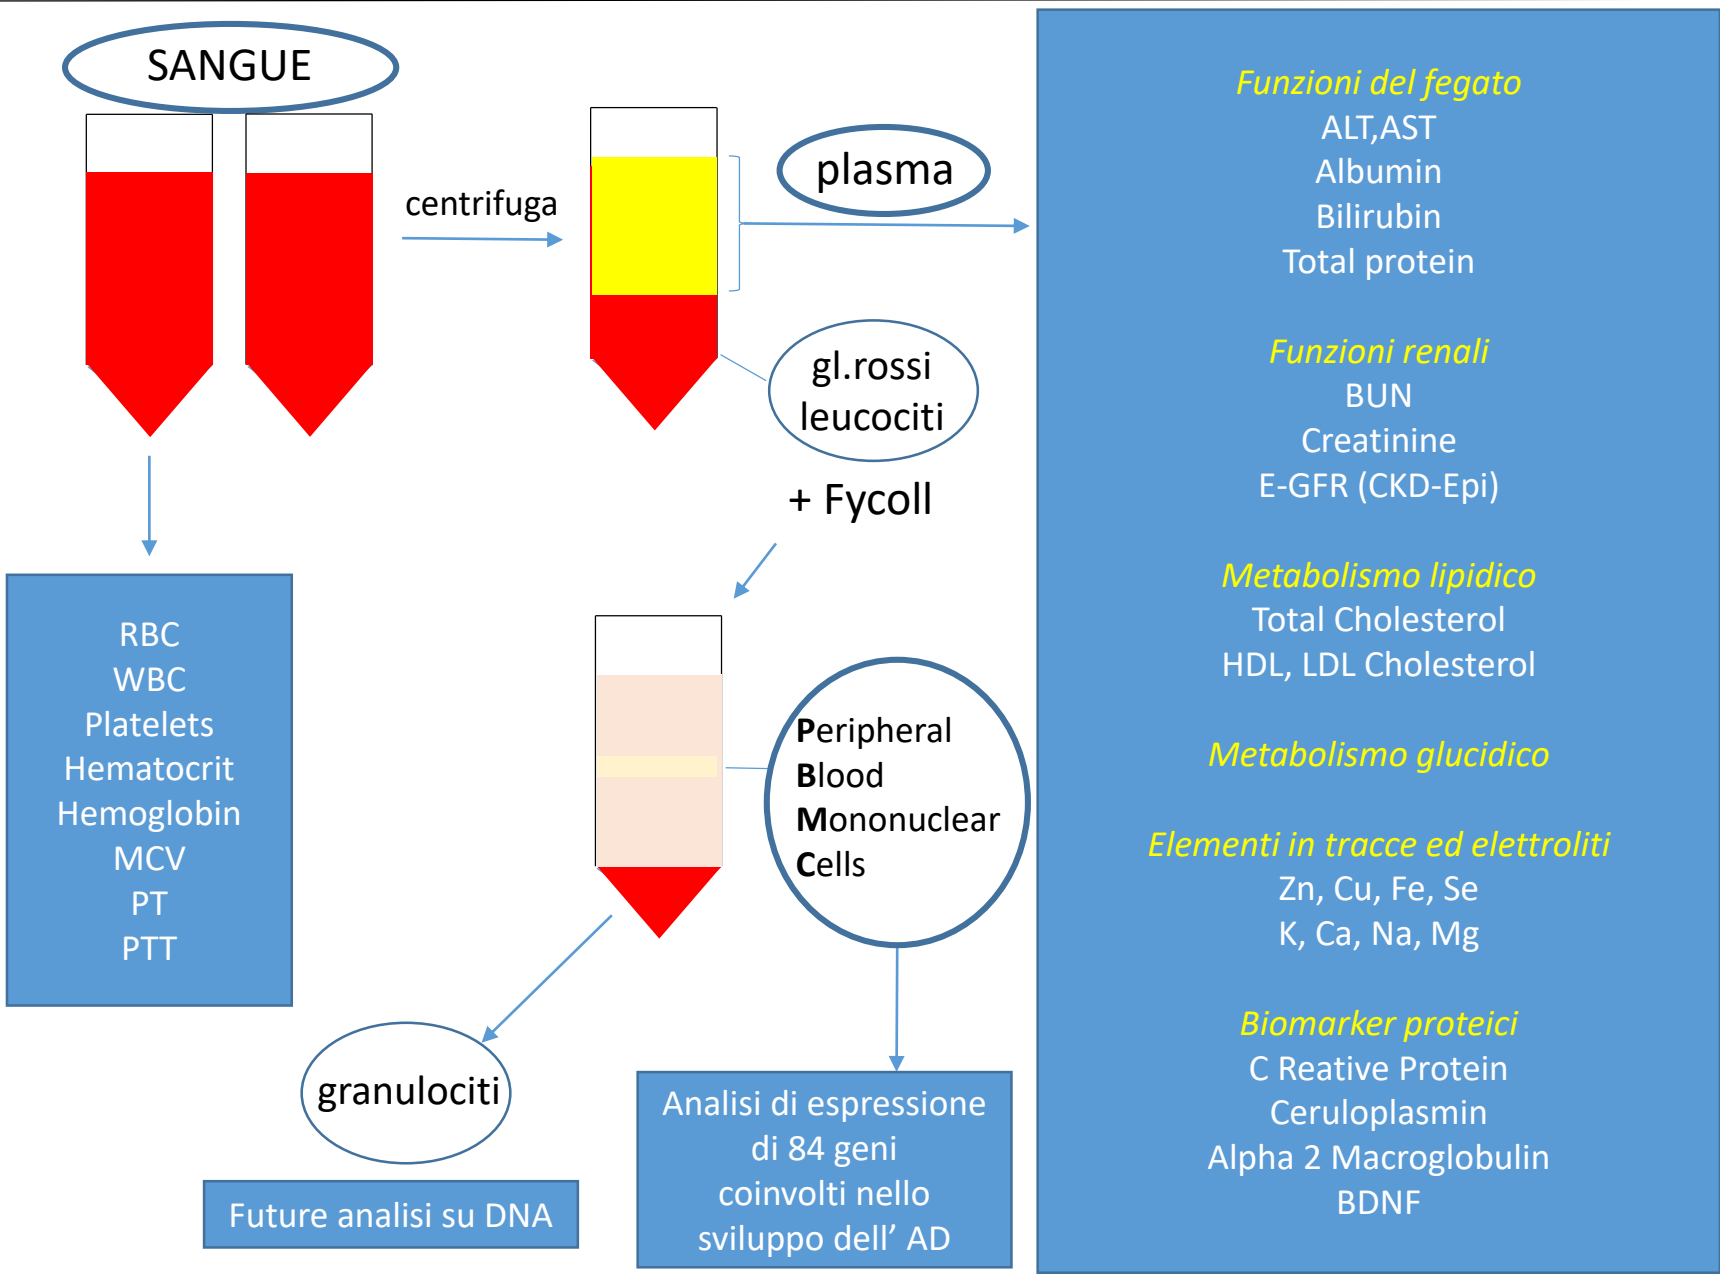 SANGUE
centrifuga
plasma
gl.rossi
leucociti
+ Fycoll
RBC
WBC
Platelets
Hematocrit
Hemoglobin
MCV
PT
PTT
Peripheral
Blood
Mononuclear
Cells
granulociti
Future analisi su DNA
Analisi di espressione
di 84 geni
coinvolti nello
sviluppo dell’ AD
Funzioni del fegato
ALT,AST
Albumin
Bilirubin
Total protein
Funzioni renali
BUN
Creatinine
E-GFR (CKD-Epi)
Metabolismo lipidico
Total Cholesterol
HDL, LDL Cholesterol
Metabolismo glucidico
Elementi in tracce ed elettroliti
Zn, Cu, Fe, Se
K, Ca, Na, Mg
Biomarker proteici
C Reative Protein
Ceruloplasmin
Alpha 2 Macroglobulin
BDNF